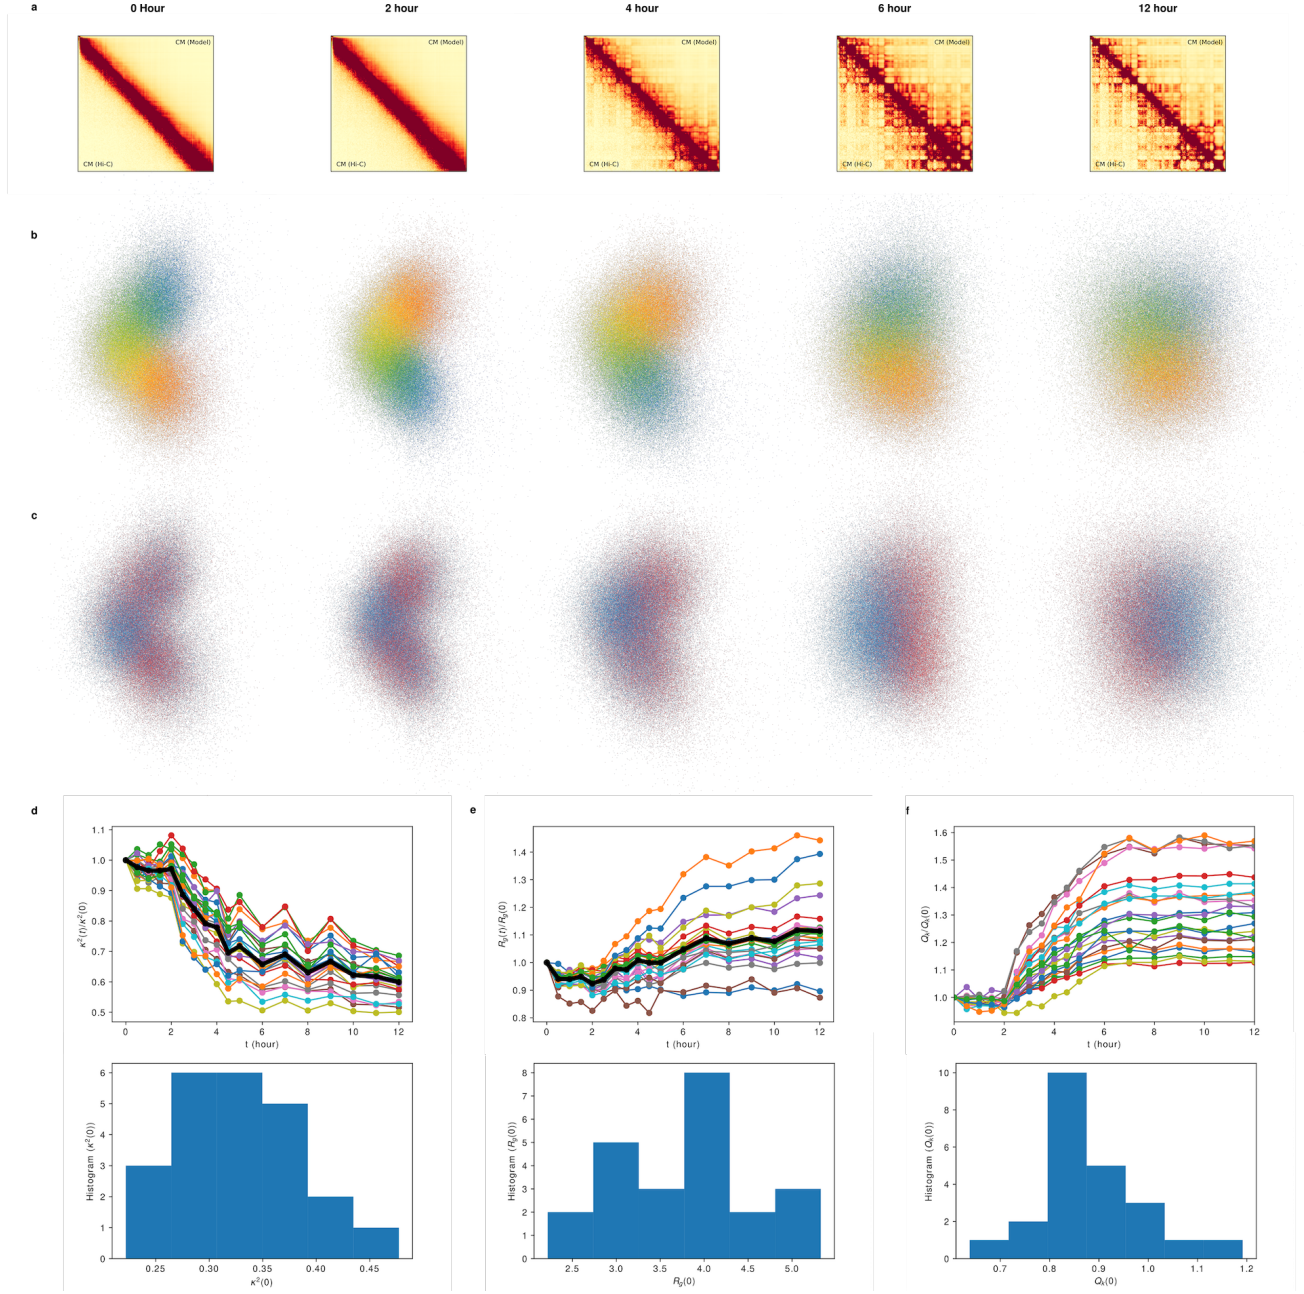 a
0 Hour
2 hour
4 hour
6 hour
12 hour
CM (Model)
CM (Model)
CM (Model)
CM (Model)
CM (Model)
CM (Hi-C)
CM (Hi-C)
CM (Hi-C)
CM (Hi-C)
CM (Hi-C)
b
c
d
κ²(t)/κ²(0)
1.1
1.0
0.9
0.8
0.7
0.6
0.5
0 2 4 6 8 10 12
t (hour)
e
Rg(t)/Rg(0)
1.4
1.3
1.2
1.1
1.0
0.9
0.8
0 2 4 6 8 10 12
t (hour)
f
Qk/Qk(0)
1.6
1.5
1.4
1.3
1.2
1.1
1.0
0 2 4 6 8 10 12
t (hour)
Histogram (κ²(0))
6
5
4
3
2
1
0
0.25 0.30 0.35 0.40 0.45
κ²(0)
Histogram (Rg(0))
8
7
6
5
4
3
2
1
0
2.5 3.0 3.5 4.0 4.5 5.0
Rg(0)
Histogram (Qk(0))
10
8
6
4
2
0
0.7 0.8 0.9 1.0 1.1 1.2
Qk(0)